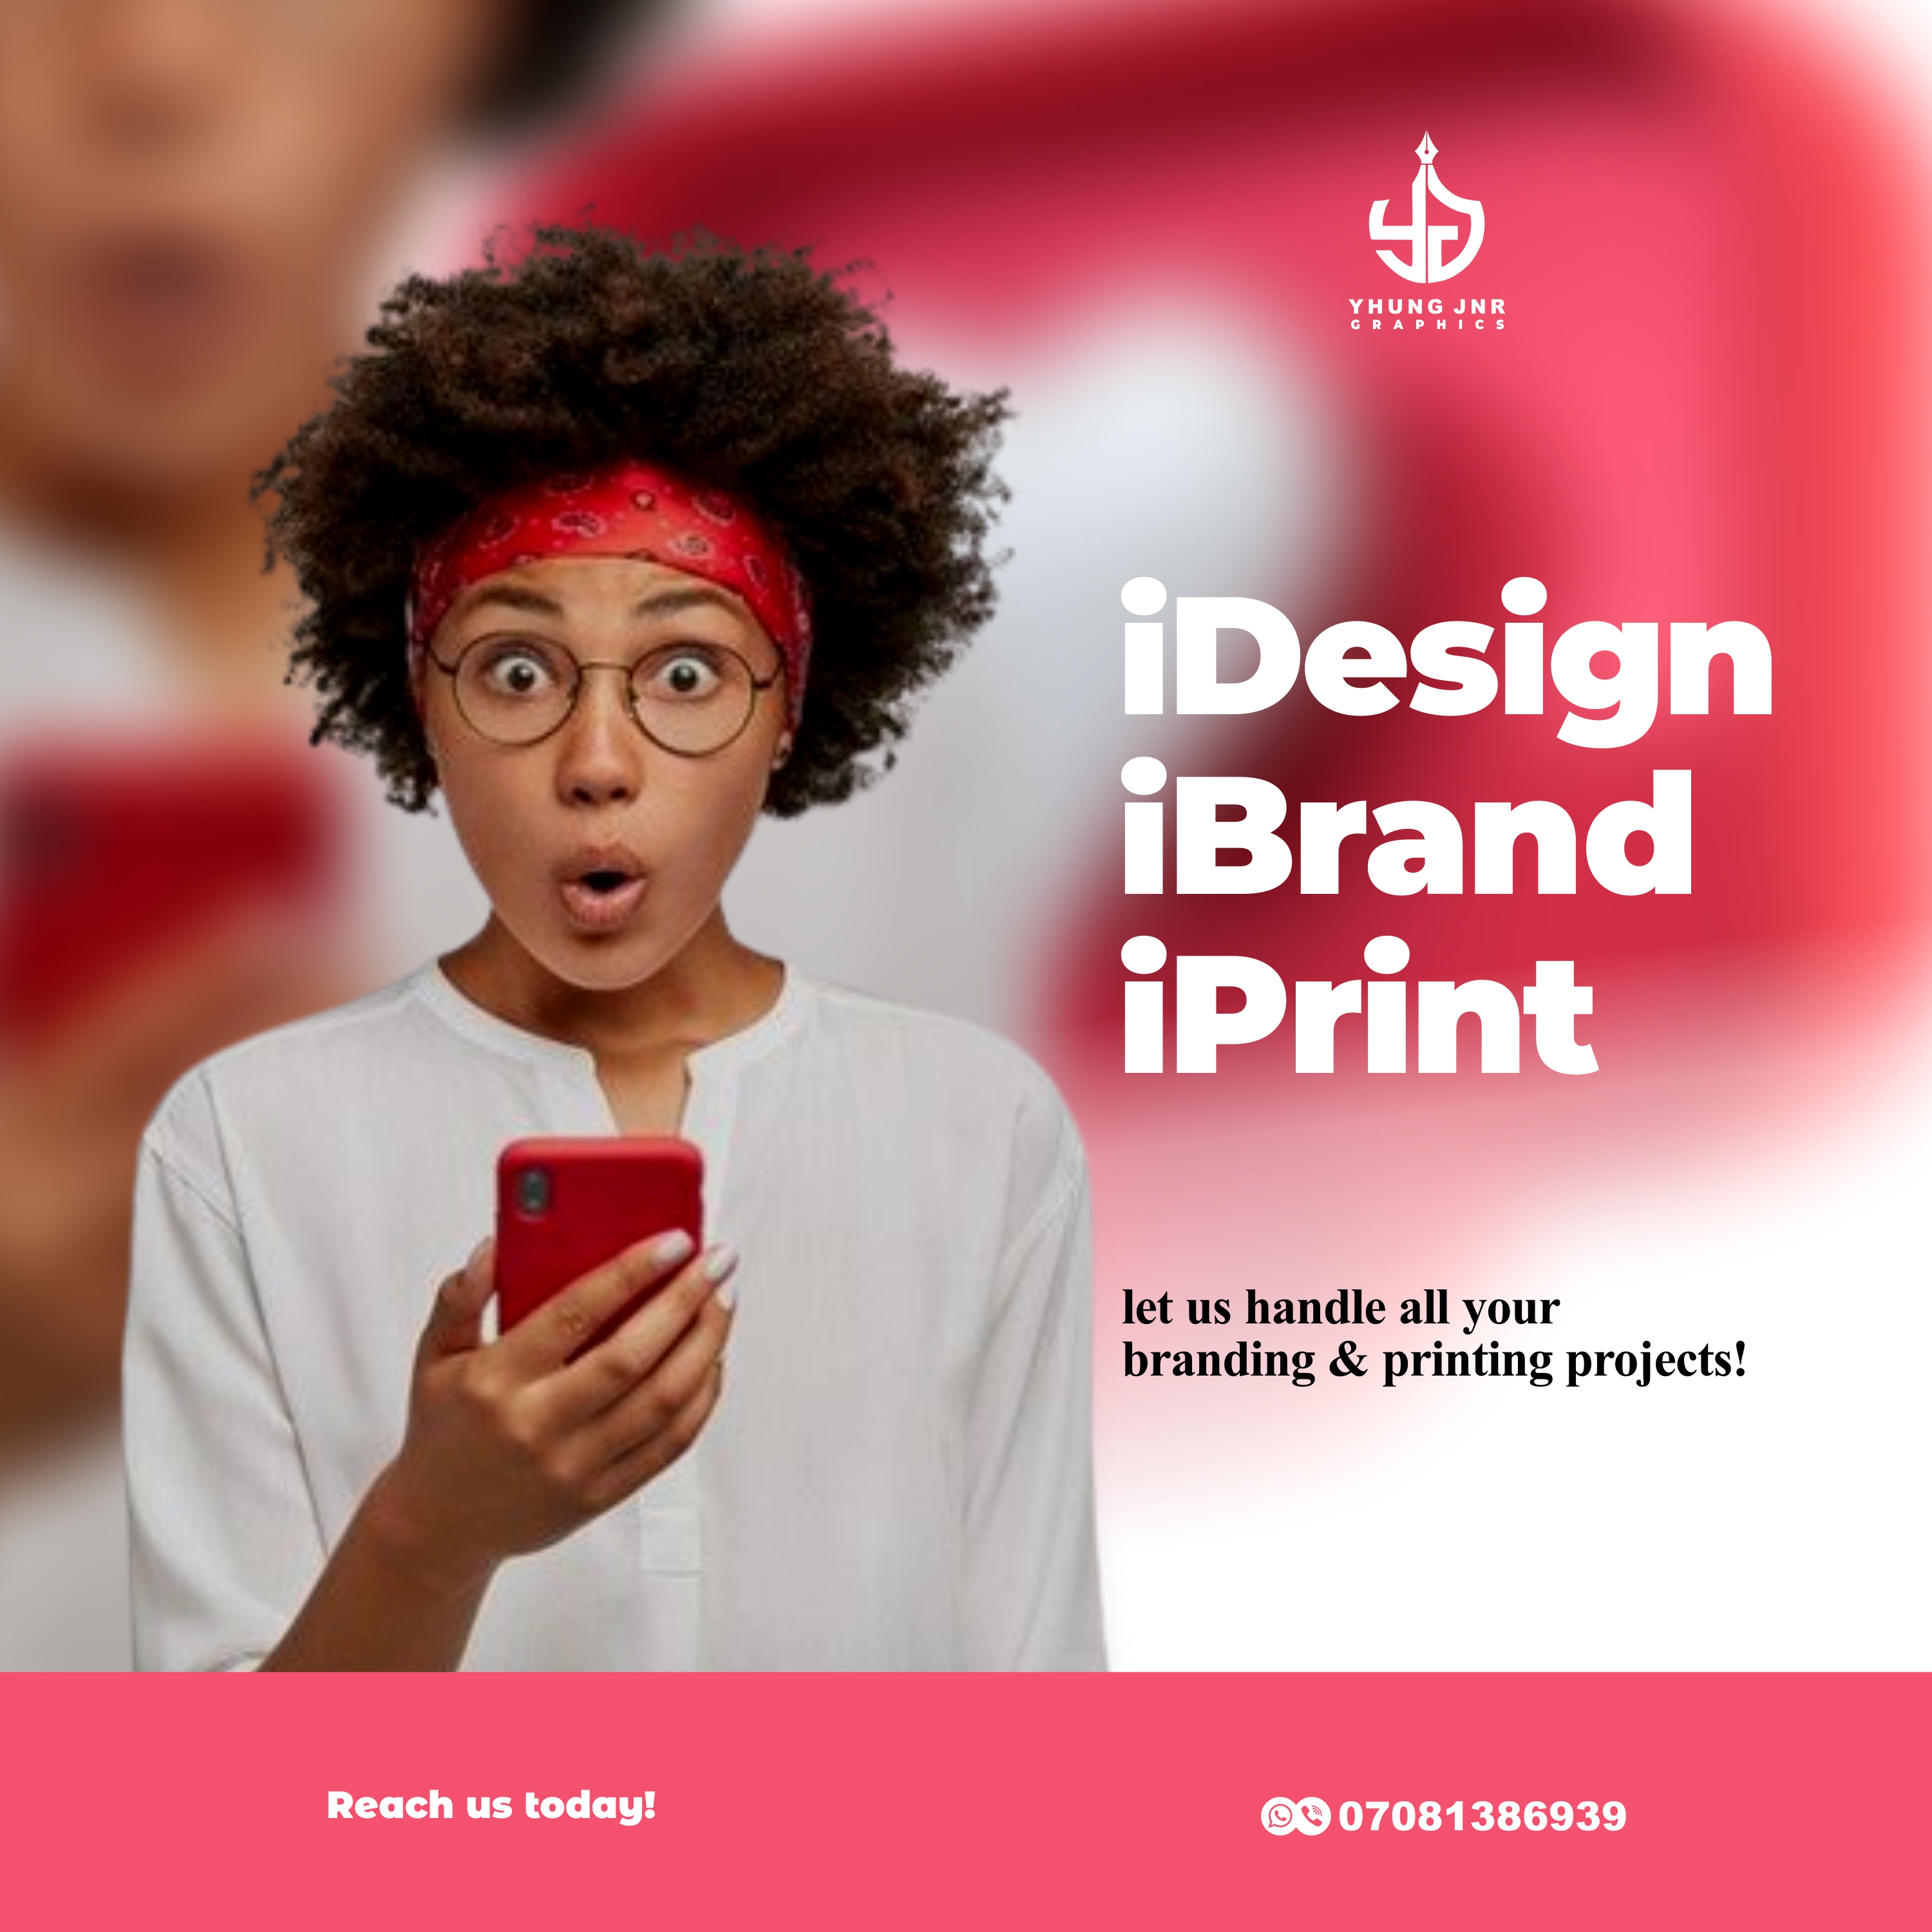 YHUNG JNR
GRAPHICS
iDesign
iBrand
iPrint
let us handle all your
branding & printing projects!
Reach us today!
07081386939